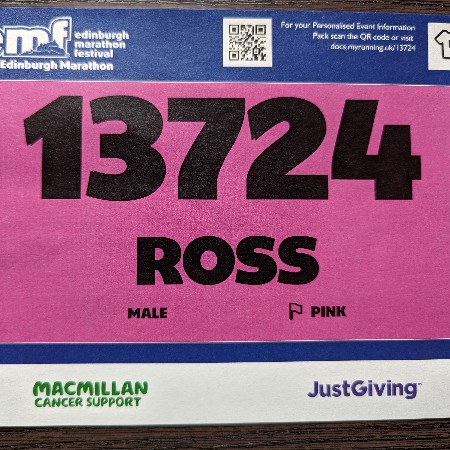 emf edinburgh
marathon
festival
Edinburgh Marathon
For your Personalised Event Information
Pack scan the QR code or visit
docs.myrunning.uk/13724
13724
ROSS
MALE
PINK
MACMILLAN
CANCER SUPPORT
JustGiving™